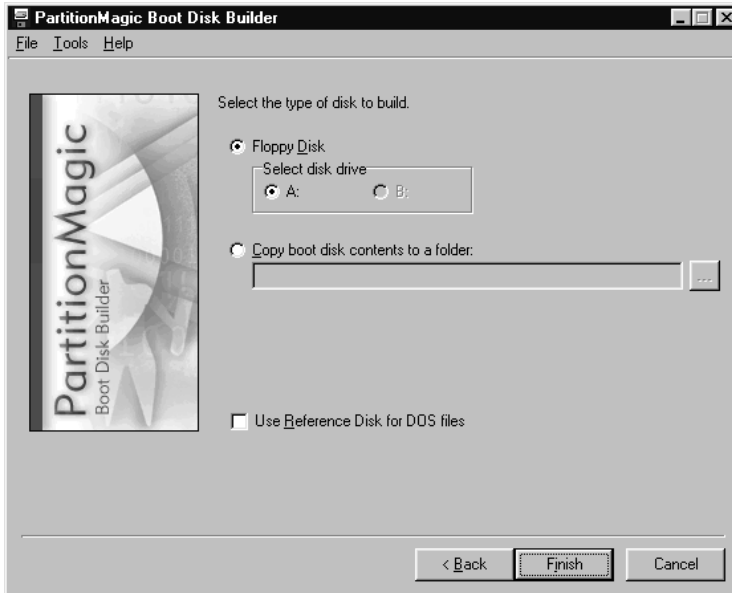 PartitionMagic Boot Disk Builder
File Tools Help
PartitionMagic
Boot Disk Builder
Select the type of disk to build.
Floppy Disk
Select disk drive
A: B:
Copy boot disk contents to a folder:
...
Use Reference Disk for DOS files
< Back Finish Cancel